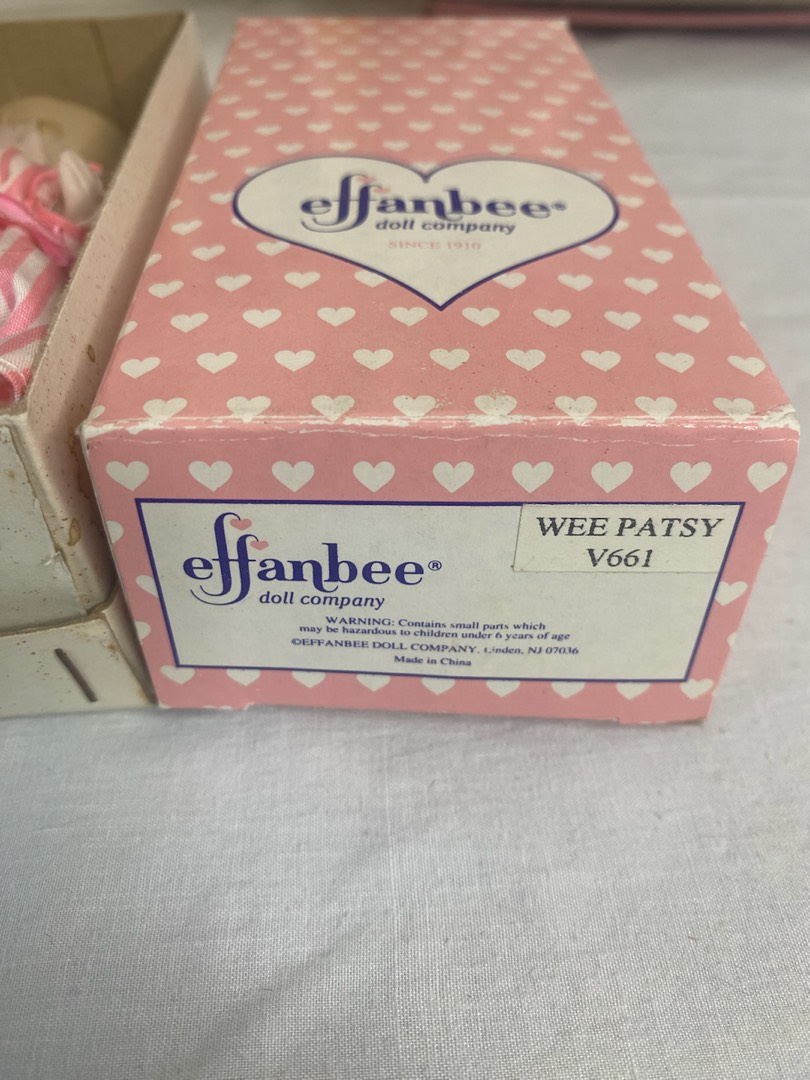 effanbee®
doll company
SINCE 1910
effanbee®
doll company
WEE PATSY
V661
WARNING: Contains small parts which
may be hazardous to children under 6 years of age
©EFFANBEE DOLL COMPANY, Linden, NJ 07036
Made in China